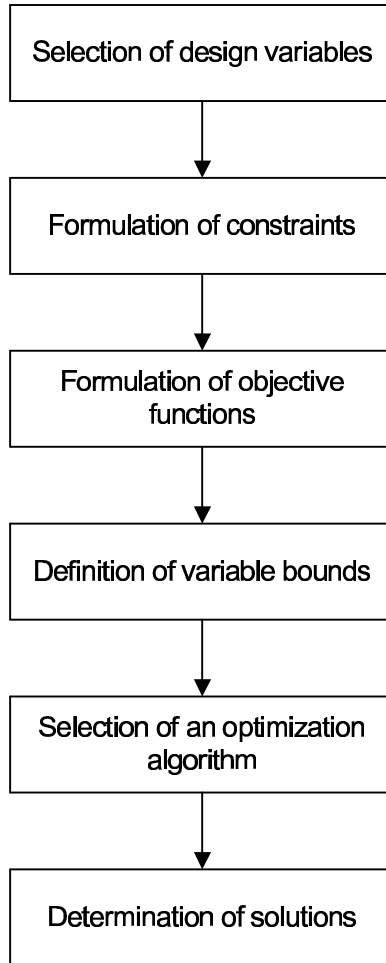 Selection of design variables
Formulation of constraints
Formulation of objective
functions
Definition of variable bounds
Selection of an optimization
algorithm
Determination of solutions